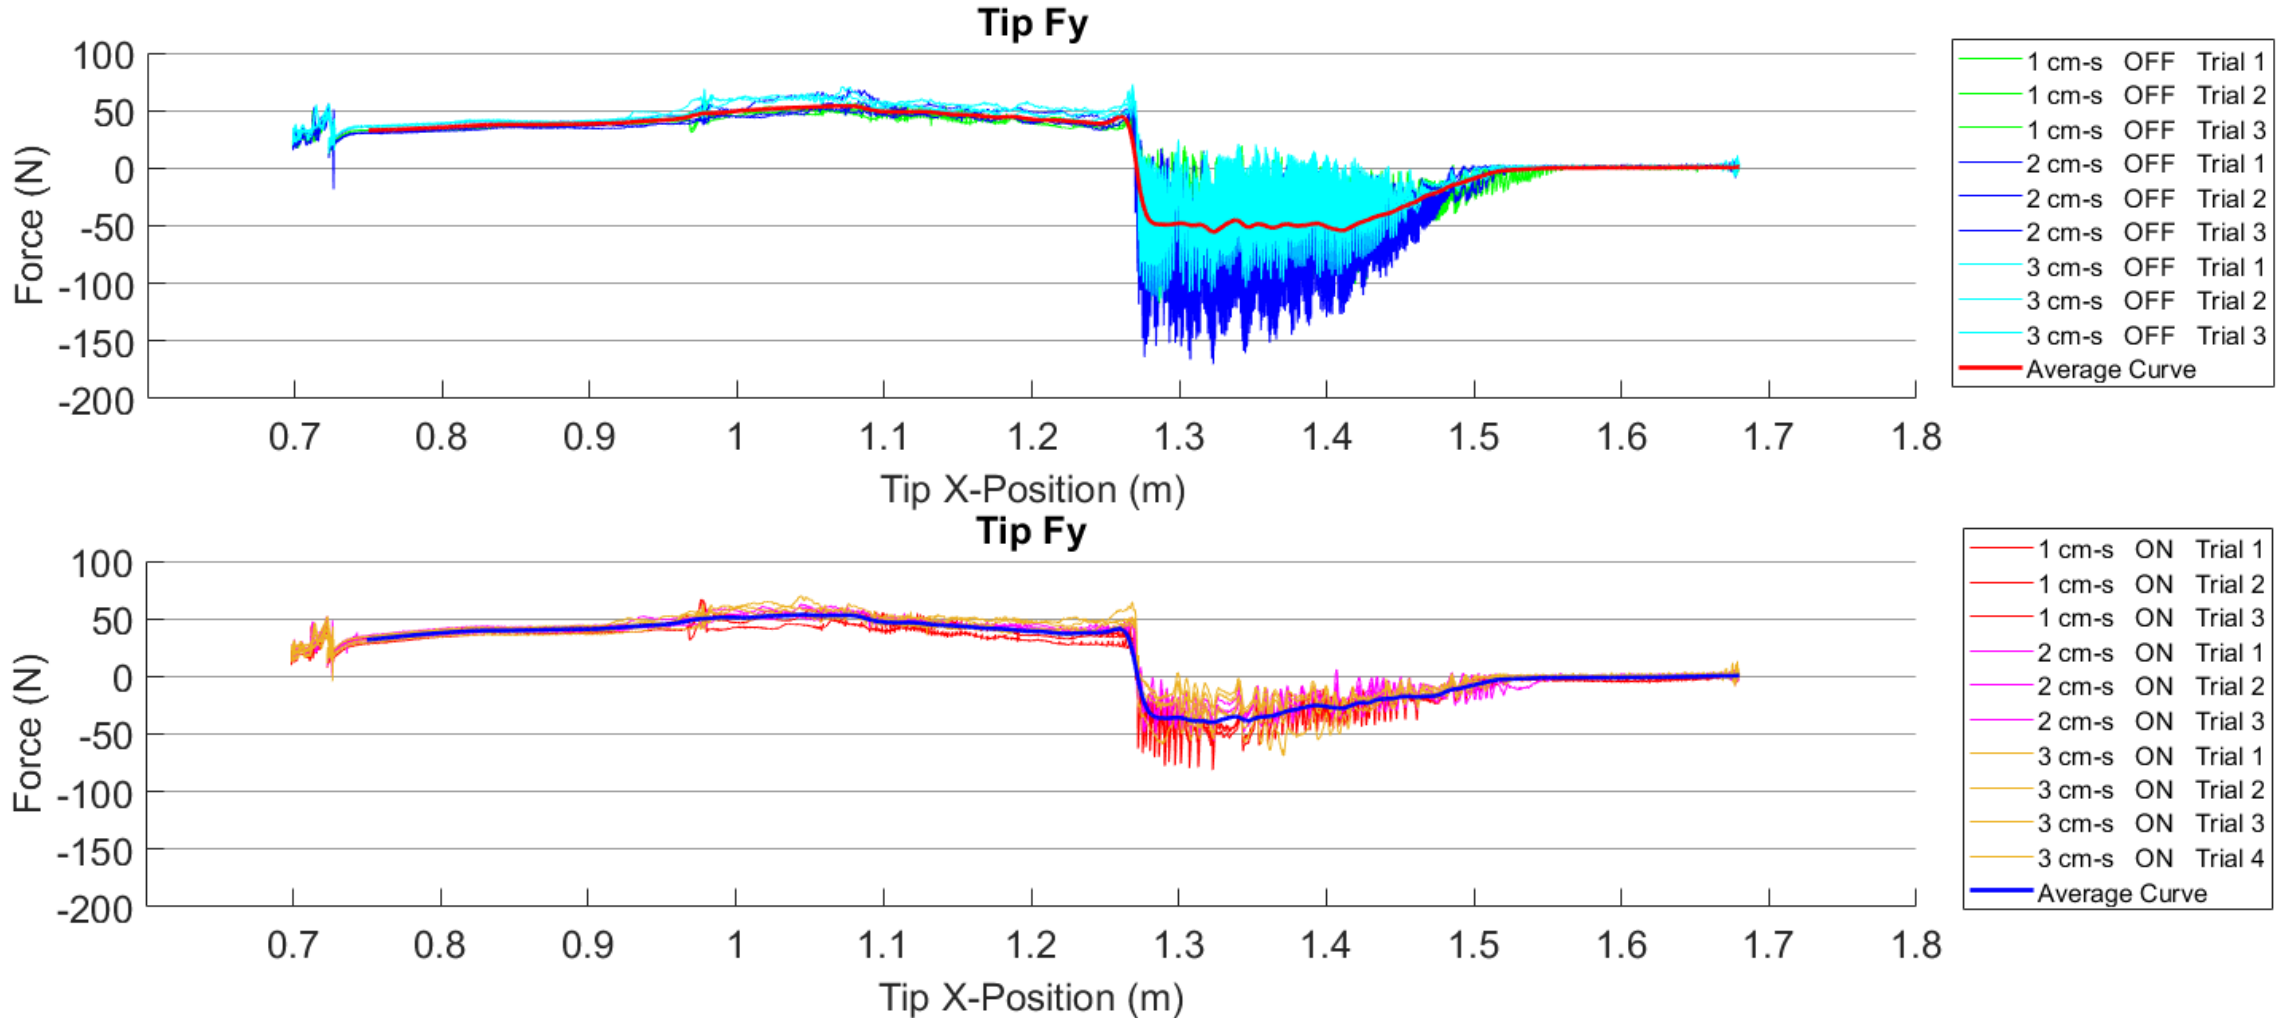 Tip Fy
100
50
0
-50
-100
-150
-200
Force (N)
0.7 0.8 0.9 1 1.1 1.2 1.3 1.4 1.5 1.6 1.7 1.8
Tip X-Position (m)
1 cm-s OFF Trial 1
1 cm-s OFF Trial 2
1 cm-s OFF Trial 3
2 cm-s OFF Trial 1
2 cm-s OFF Trial 2
2 cm-s OFF Trial 3
3 cm-s OFF Trial 1
3 cm-s OFF Trial 2
3 cm-s OFF Trial 3
Average Curve
Tip Fy
100
50
0
-50
-100
-150
-200
Force (N)
0.7 0.8 0.9 1 1.1 1.2 1.3 1.4 1.5 1.6 1.7 1.8
Tip X-Position (m)
1 cm-s ON Trial 1
1 cm-s ON Trial 2
1 cm-s ON Trial 3
2 cm-s ON Trial 1
2 cm-s ON Trial 2
2 cm-s ON Trial 3
3 cm-s ON Trial 1
3 cm-s ON Trial 2
3 cm-s ON Trial 3
3 cm-s ON Trial 4
Average Curve